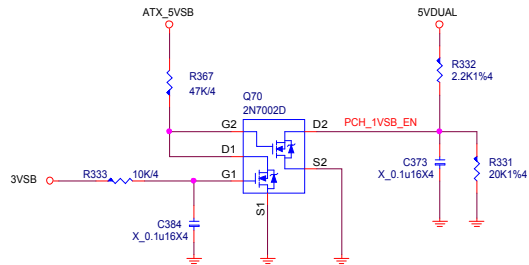 ATX_5VSB
5VDUAL
R367
47K/4
R332
2.2K1%4
Q70
2N7002D
G2
D2
PCH_1VSB_EN
D1
S2
3VSB
R333
10K/4
G1
S1
C373
X_0.1u16X4
R331
20K1%4
C384
X_0.1u16X4